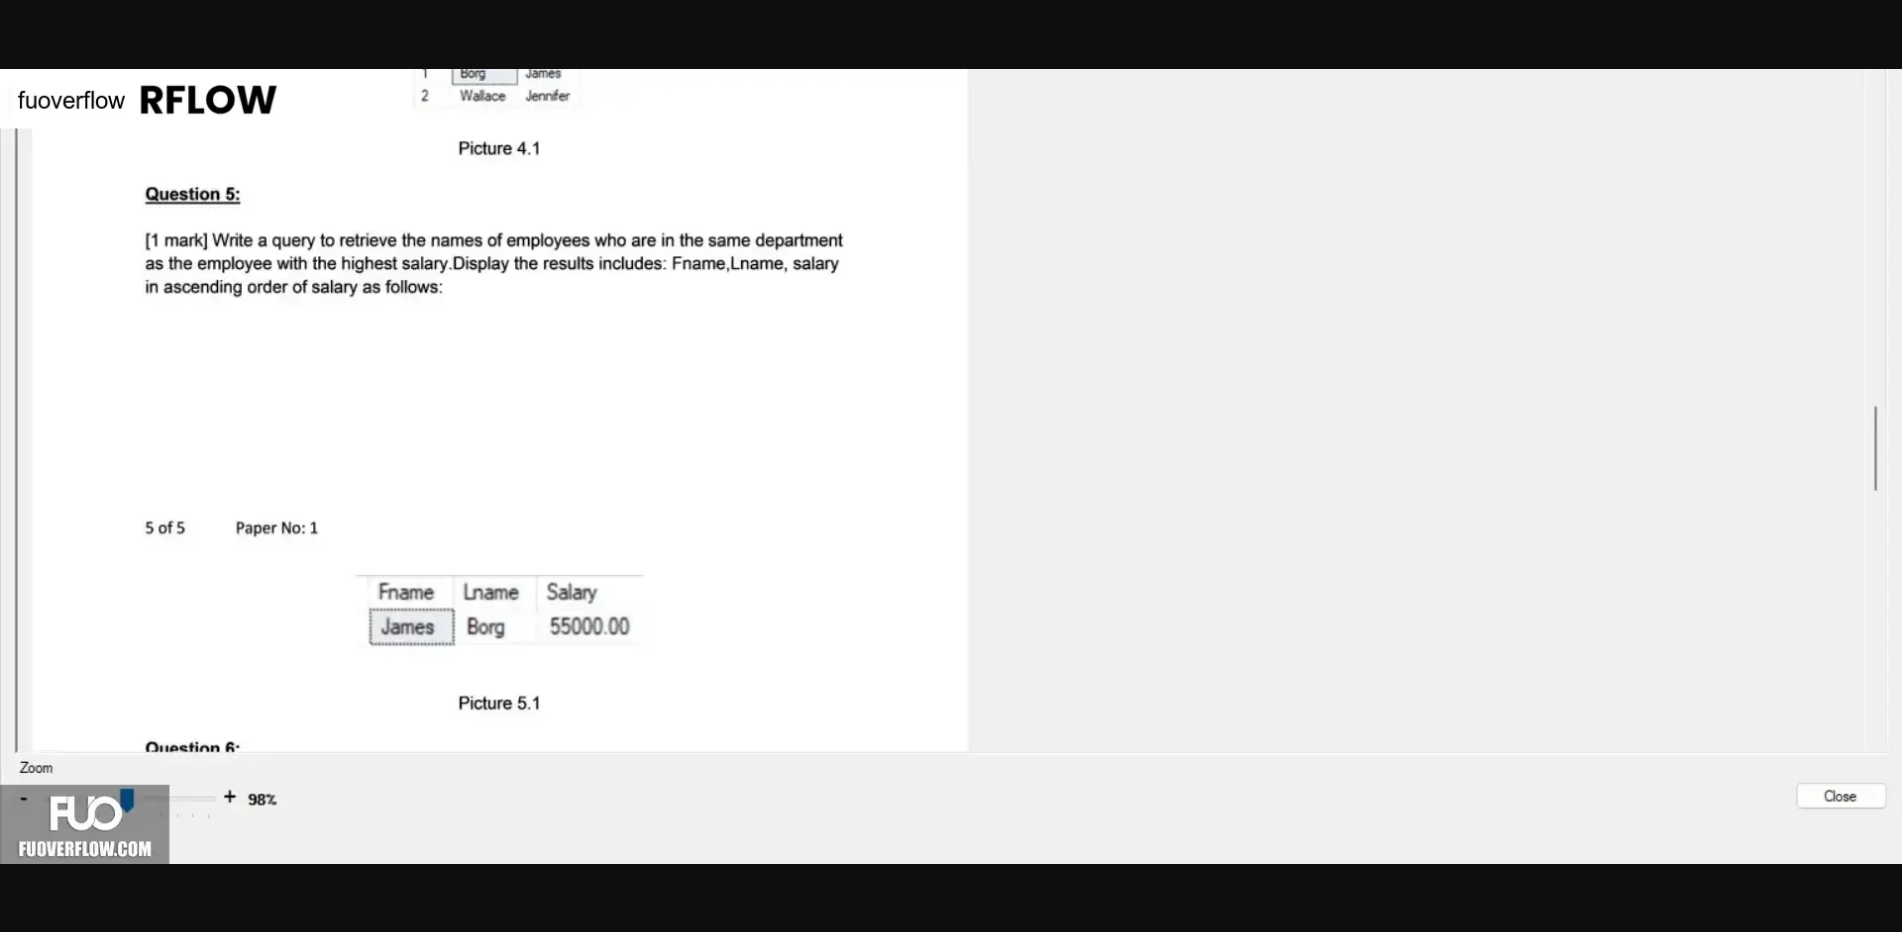 1 Borg James
fuoverflow RFLOW
2 Wallace Jennifer
Picture 4.1
Question 5:
[1 mark] Write a query to retrieve the names of employees who are in the same department
as the employee with the highest salary.Display the results includes: Fname,Lname, salary
in ascending order of salary as follows:
5 of 5 Paper No: 1
Fname Lname Salary
James Borg 55000.00
Picture 5.1
Question 6:
Zoom
- + 98%
Close
FUO
FUOVERFLOW.COM